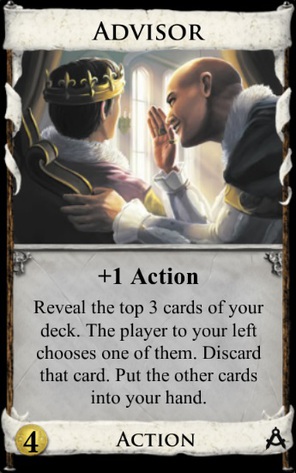 ADVISOR
+1 Action
Reveal the top 3 cards of your
deck. The player to your left
chooses one of them. Discard
that card. Put the other cards
into your hand.
4
ACTION